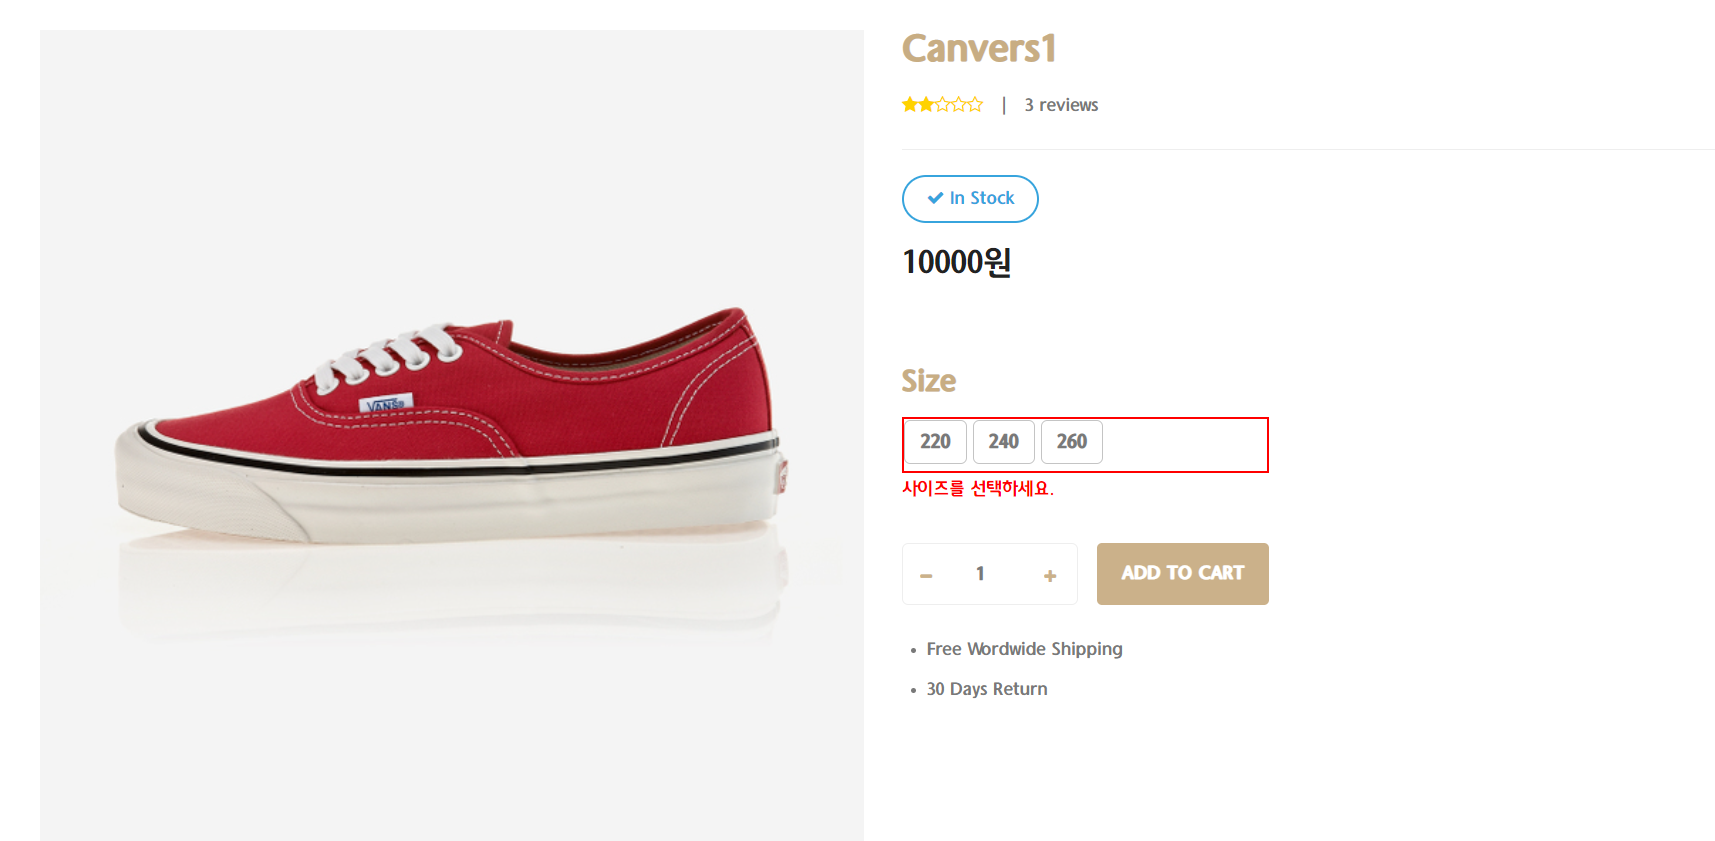 Canvers1
| 3 reviews
In Stock
10000원
Size
220 240 260
사이즈를 선택하세요.
− 1 + ADD TO CART
• Free Wordwide Shipping
• 30 Days Return
VANS